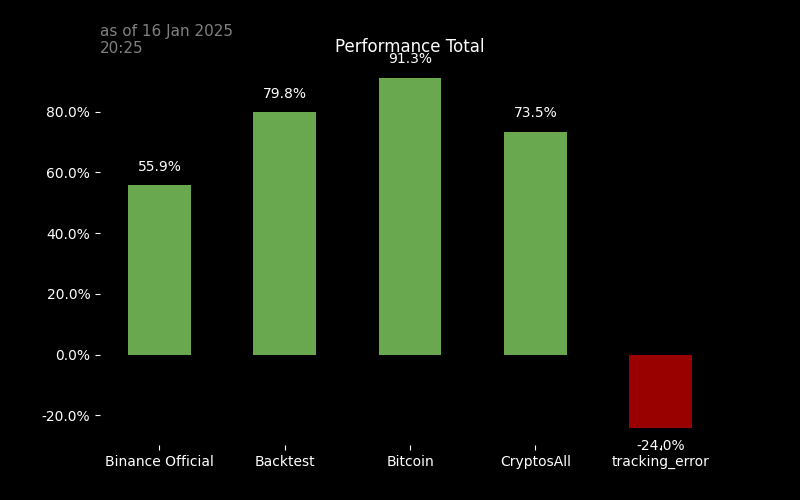 as of 16 Jan 2025
20:25
Performance Total
91.3%
79.8%
73.5%
55.9%
80.0%
60.0%
40.0%
20.0%
0.0%
-20.0%
-24.0%
Binance Official
Backtest
Bitcoin
CryptosAll
tracking_error